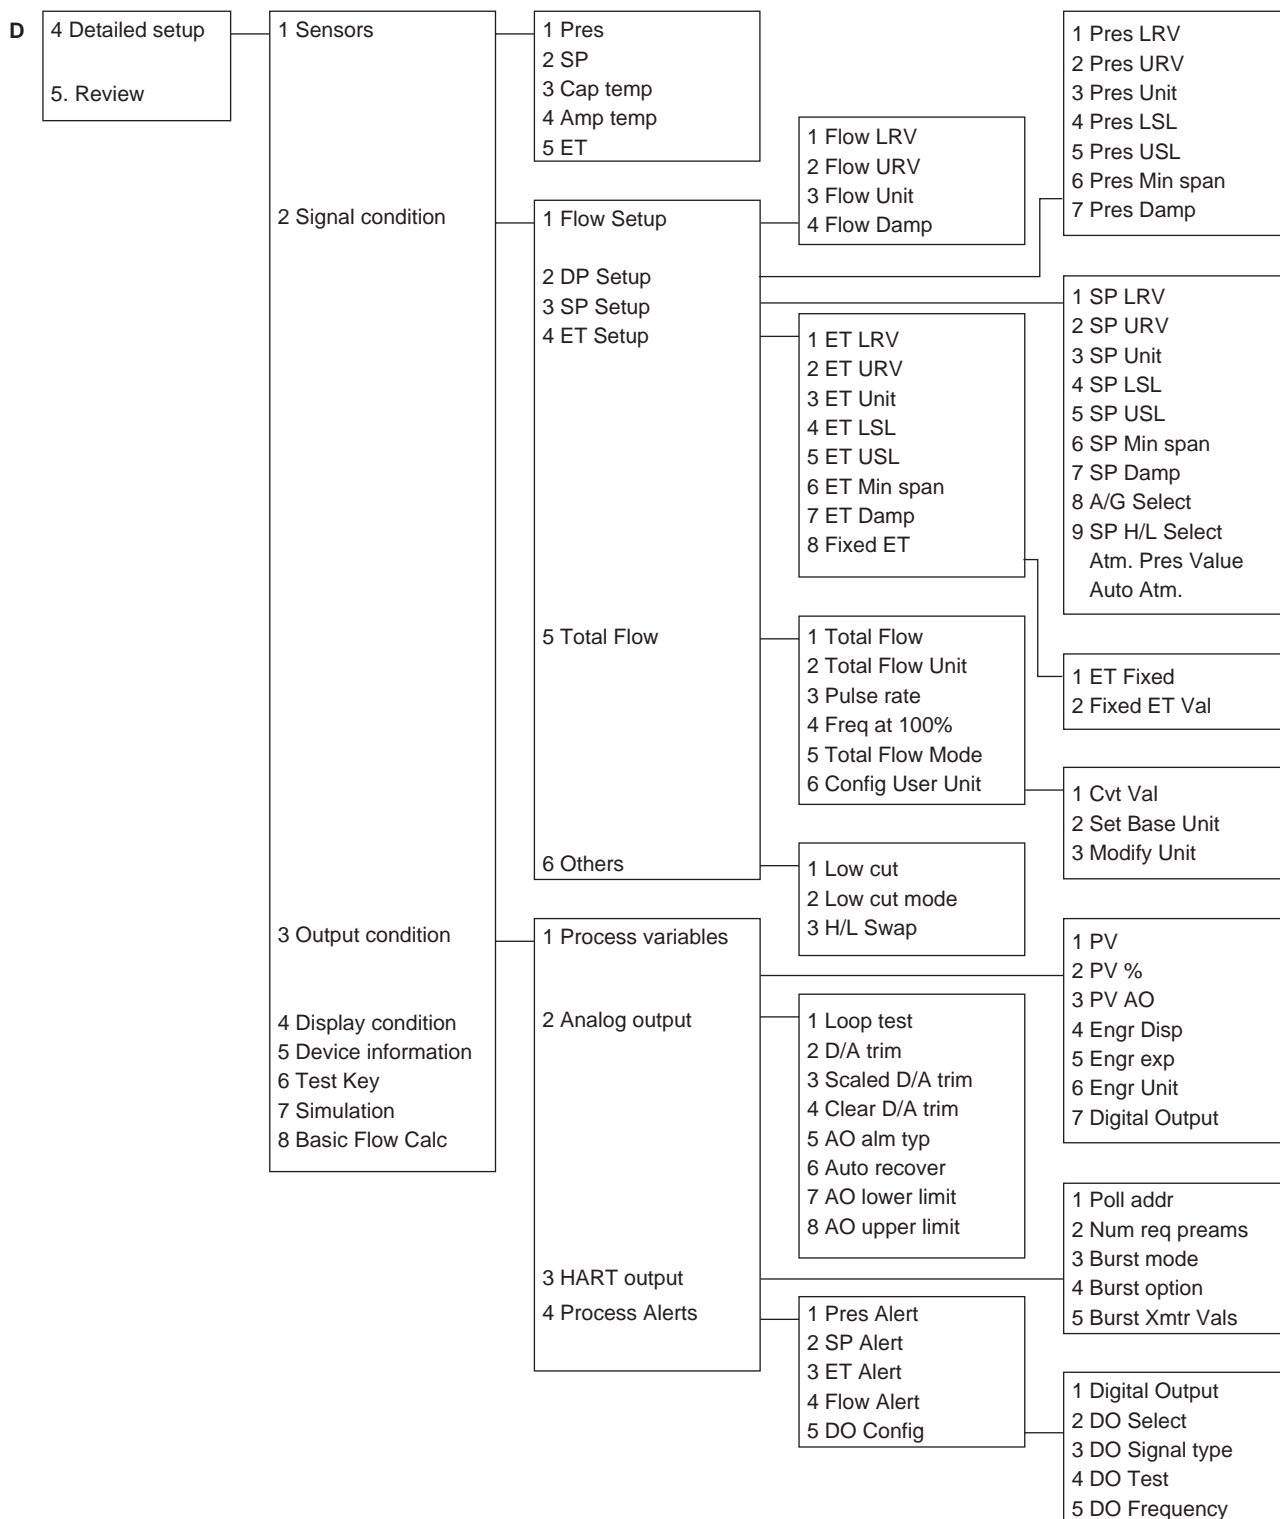 D
4 Detailed setup
5. Review
1 Sensors
2 Signal condition
3 Output condition
4 Display condition
5 Device information
6 Test Key
7 Simulation
8 Basic Flow Calc
1 Pres
2 SP
3 Cap temp
4 Amp temp
5 ET
1 Flow Setup
2 DP Setup
3 SP Setup
4 ET Setup
5 Total Flow
6 Others
1 Process variables
2 Analog output
3 HART output
4 Process Alerts
1 Flow LRV
2 Flow URV
3 Flow Unit
4 Flow Damp
1 ET LRV
2 ET URV
3 ET Unit
4 ET LSL
5 ET USL
6 ET Min span
7 ET Damp
8 Fixed ET
1 Total Flow
2 Total Flow Unit
3 Pulse rate
4 Freq at 100%
5 Total Flow Mode
6 Config User Unit
1 Low cut
2 Low cut mode
3 H/L Swap
1 Loop test
2 D/A trim
3 Scaled D/A trim
4 Clear D/A trim
5 AO alm typ
6 Auto recover
7 AO lower limit
8 AO upper limit
1 Pres Alert
2 SP Alert
3 ET Alert
4 Flow Alert
5 DO Config
1 Pres LRV
2 Pres URV
3 Pres Unit
4 Pres LSL
5 Pres USL
6 Pres Min span
7 Pres Damp
1 SP LRV
2 SP URV
3 SP Unit
4 SP LSL
5 SP USL
6 SP Min span
7 SP Damp
8 A/G Select
9 SP H/L Select
Atm. Pres Value
Auto Atm.
1 ET Fixed
2 Fixed ET Val
1 Cvt Val
2 Set Base Unit
3 Modify Unit
1 PV
2 PV %
3 PV AO
4 Engr Disp
5 Engr exp
6 Engr Unit
7 Digital Output
1 Poll addr
2 Num req preams
3 Burst mode
4 Burst option
5 Burst Xmtr Vals
1 Digital Output
2 DO Select
3 DO Signal type
4 DO Test
5 DO Frequency